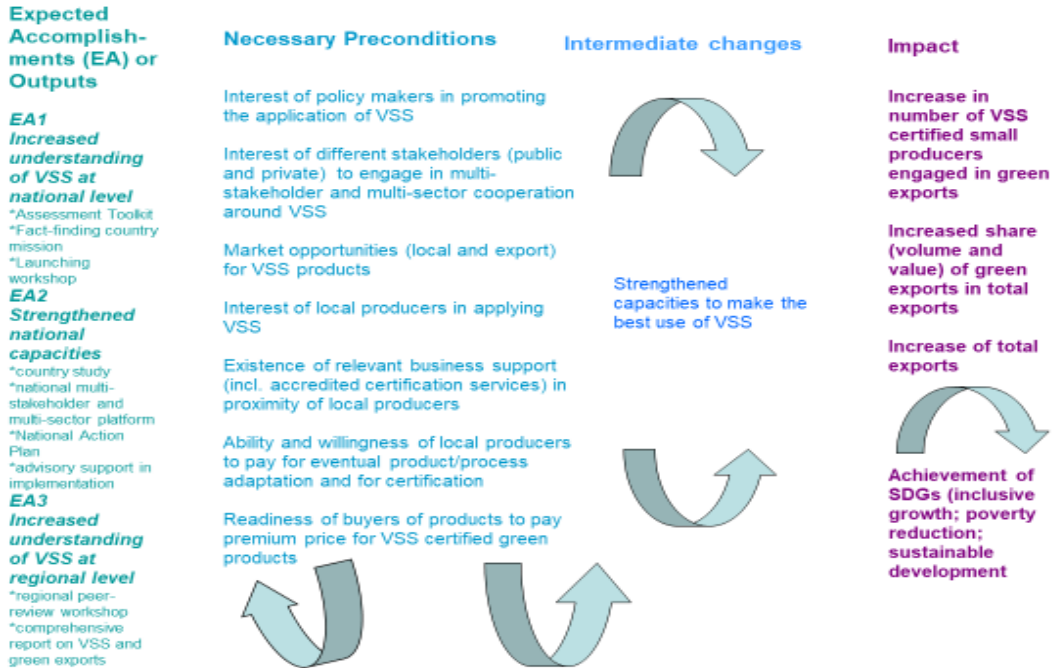 Expected
Accomplish-
ments (EA) or
Outputs
EA1
Increased
understanding
of VSS at
national level
*Assessment Toolkit
*Fact-finding country
mission
*Launching
workshop
EA2
Strengthened
national
capacities
*country study
*national multi-
stakeholder and
multi-sector platform
*National Action
Plan
*advisory support in
implementation
EA3
Increased
understanding
of VSS at
regional level
*regional peer-
review workshop
*comprehensive
report on VSS and
green exports
Necessary Preconditions
Interest of policy makers in promoting
the application of VSS
Interest of different stakeholders (public
and private) to engage in multi-
stakeholder and multi-sector cooperation
around VSS
Market opportunities (local and export)
for VSS products
Interest of local producers in applying
VSS
Existence of relevant business support
(incl. accredited certification services) in
proximity of local producers
Ability and willingness of local producers
to pay for eventual product/process
adaptation and for certification
Readiness of buyers of products to pay
premium price for VSS certified green
products
Intermediate changes
Strengthened
capacities to make the
best use of VSS
Impact
Increase in
number of VSS
certified small
producers
engaged in green
exports
Increased share
(volume and
value) of green
exports in total
exports
Increase of total
exports
Achievement of
SDGs (inclusive
growth; poverty
reduction;
sustainable
development